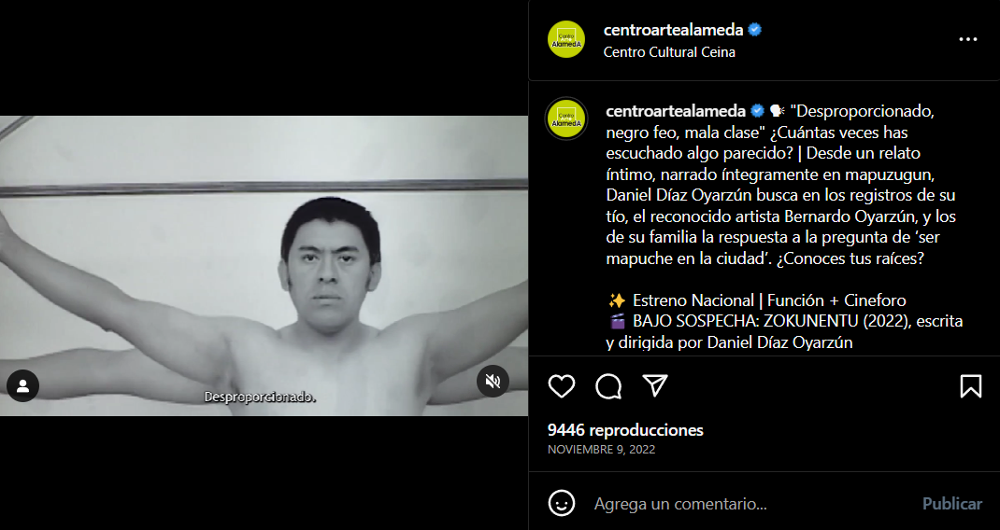 Desproporcionado.
Centro
Arte
AlamedA
centroartealameda
Centro Cultural Ceina
Centro
Arte
AlamedA
centroartealameda 🗣 "Desproporcionado,
negro feo, mala clase" ¿Cuántas veces has
escuchado algo parecido? | Desde un relato
íntimo, narrado íntegramente en mapuzugun,
Daniel Díaz Oyarzún busca en los registros de su
tío, el reconocido artista Bernardo Oyarzún, y los
de su familia la respuesta a la pregunta de ‘ser
mapuche en la ciudad’. ¿Conoces tus raíces?
✨ Estreno Nacional | Función + Cineforo
🎬 BAJO SOSPECHA: ZOKUNENTU (2022), escrita
y dirigida por Daniel Díaz Oyarzún
9446 reproducciones
NOVIEMBRE 9, 2022
Agrega un comentario...
Publicar